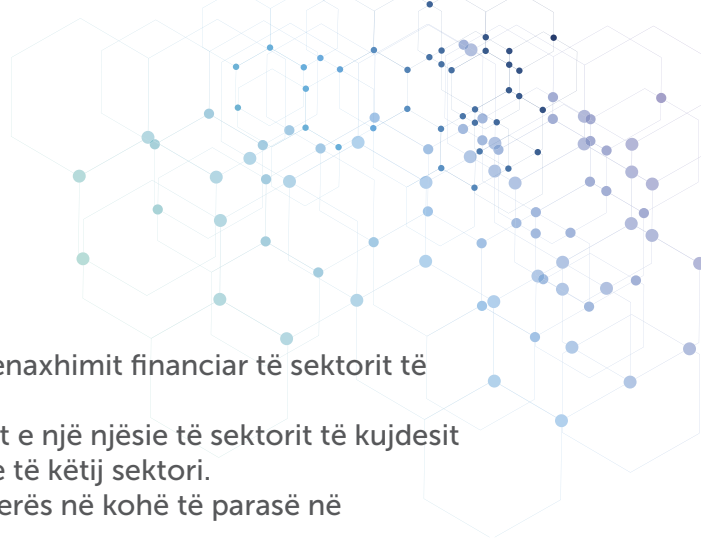 enaxhimit financiar të sektorit të
t e një njësie të sektorit të kujdesit
e të këtij sektori.
erës në kohë të parasë në